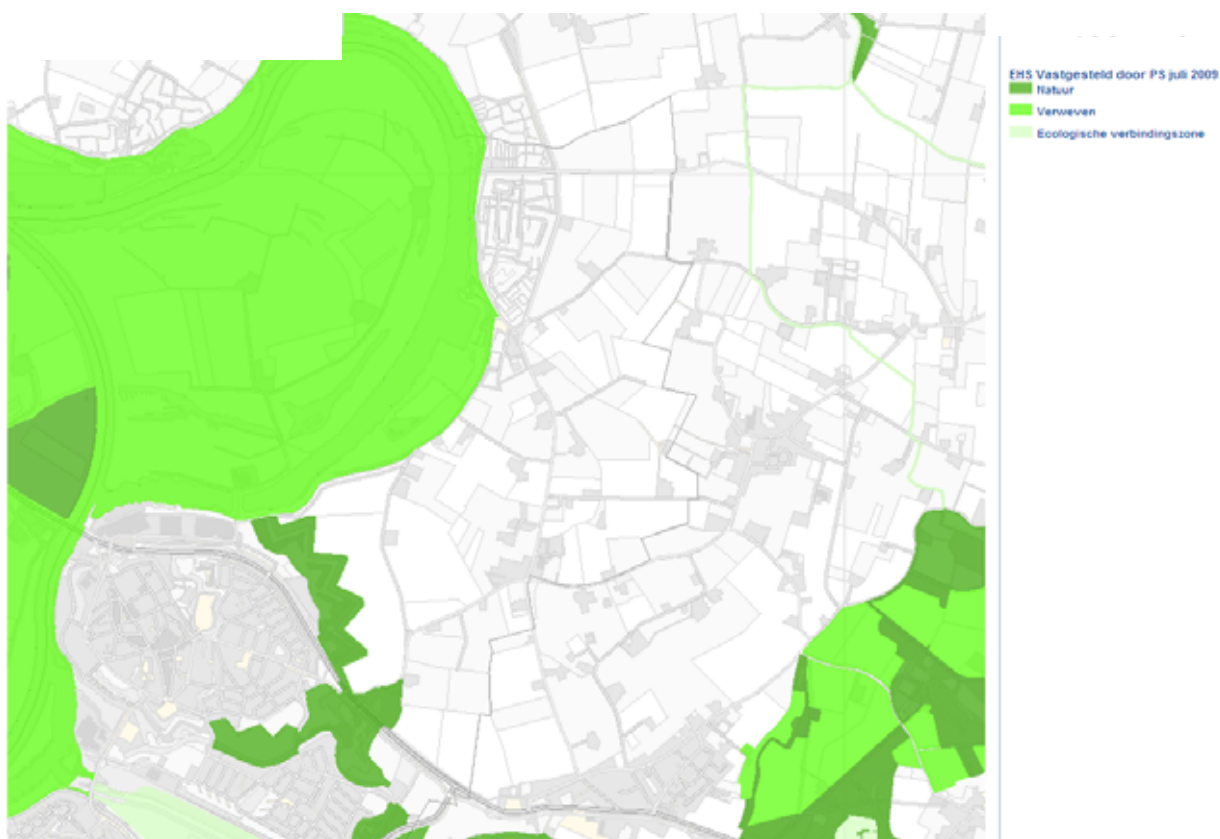 EHS Vastgesteld door PS juli 2009
Natuur
Verweven
Ecologische verbindingszone